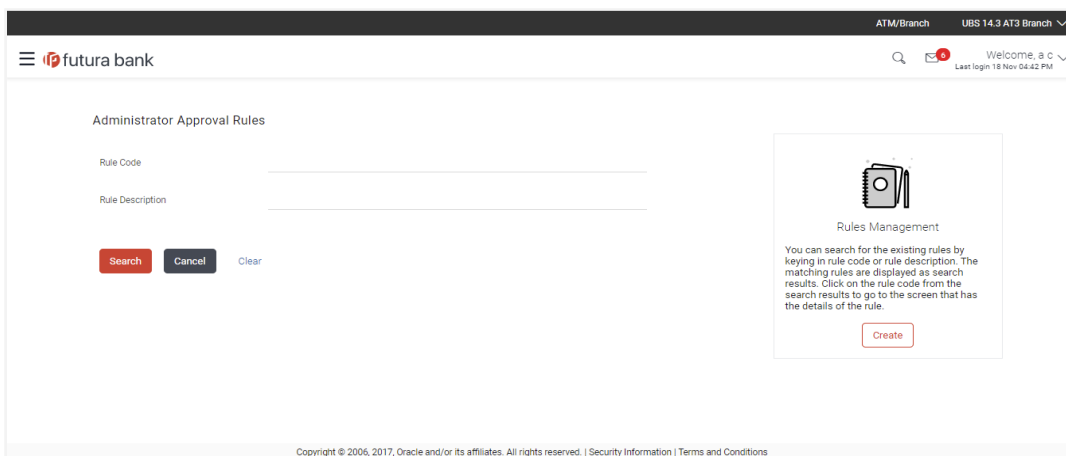 ATM/Branch UBS 14.3 AT3 Branch
futura bank
6
Welcome, a c
Last login 18 Nov 04:42 PM
Administrator Approval Rules
Rule Code
Rule Description
Search Cancel Clear
Rules Management
You can search for the existing rules by
keying in rule code or rule description. The
matching rules are displayed as search
results. Click on the rule code from the
search results to go to the screen that has
the details of the rule.
Create
Copyright © 2006, 2017, Oracle and/or its affiliates. All rights reserved. | Security Information | Terms and Conditions